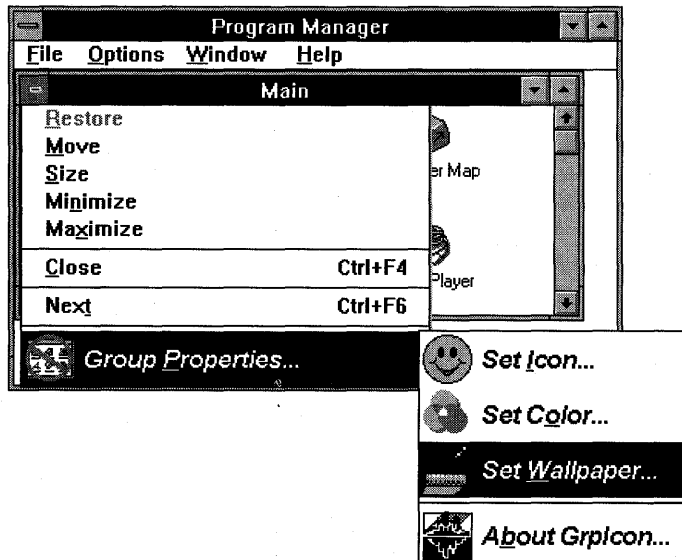 Program Manager
File Options Window Help
Main
Restore
Move
Size
Minimize
Maximize
Close Ctrl+F4
Next Ctrl+F6
er Map
Player
Group Properties...
Set Icon...
Set Color...
Set Wallpaper...
About GrpIcon...